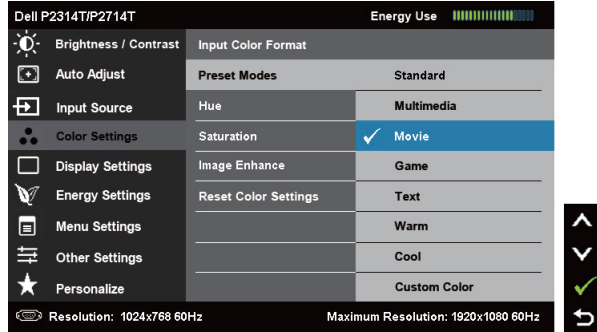 Dell P2314T/P2714T Energy Use
Brightness / Contrast Input Color Format
Auto Adjust Preset Modes Standard
Input Source Hue Multimedia
Color Settings Saturation Movie
Display Settings Image Enhance Game
Energy Settings Reset Color Settings Text
Menu Settings Warm
Other Settings Cool
Personalize Custom Color
Resolution: 1024x768 60Hz Maximum Resolution: 1920x1080 60Hz